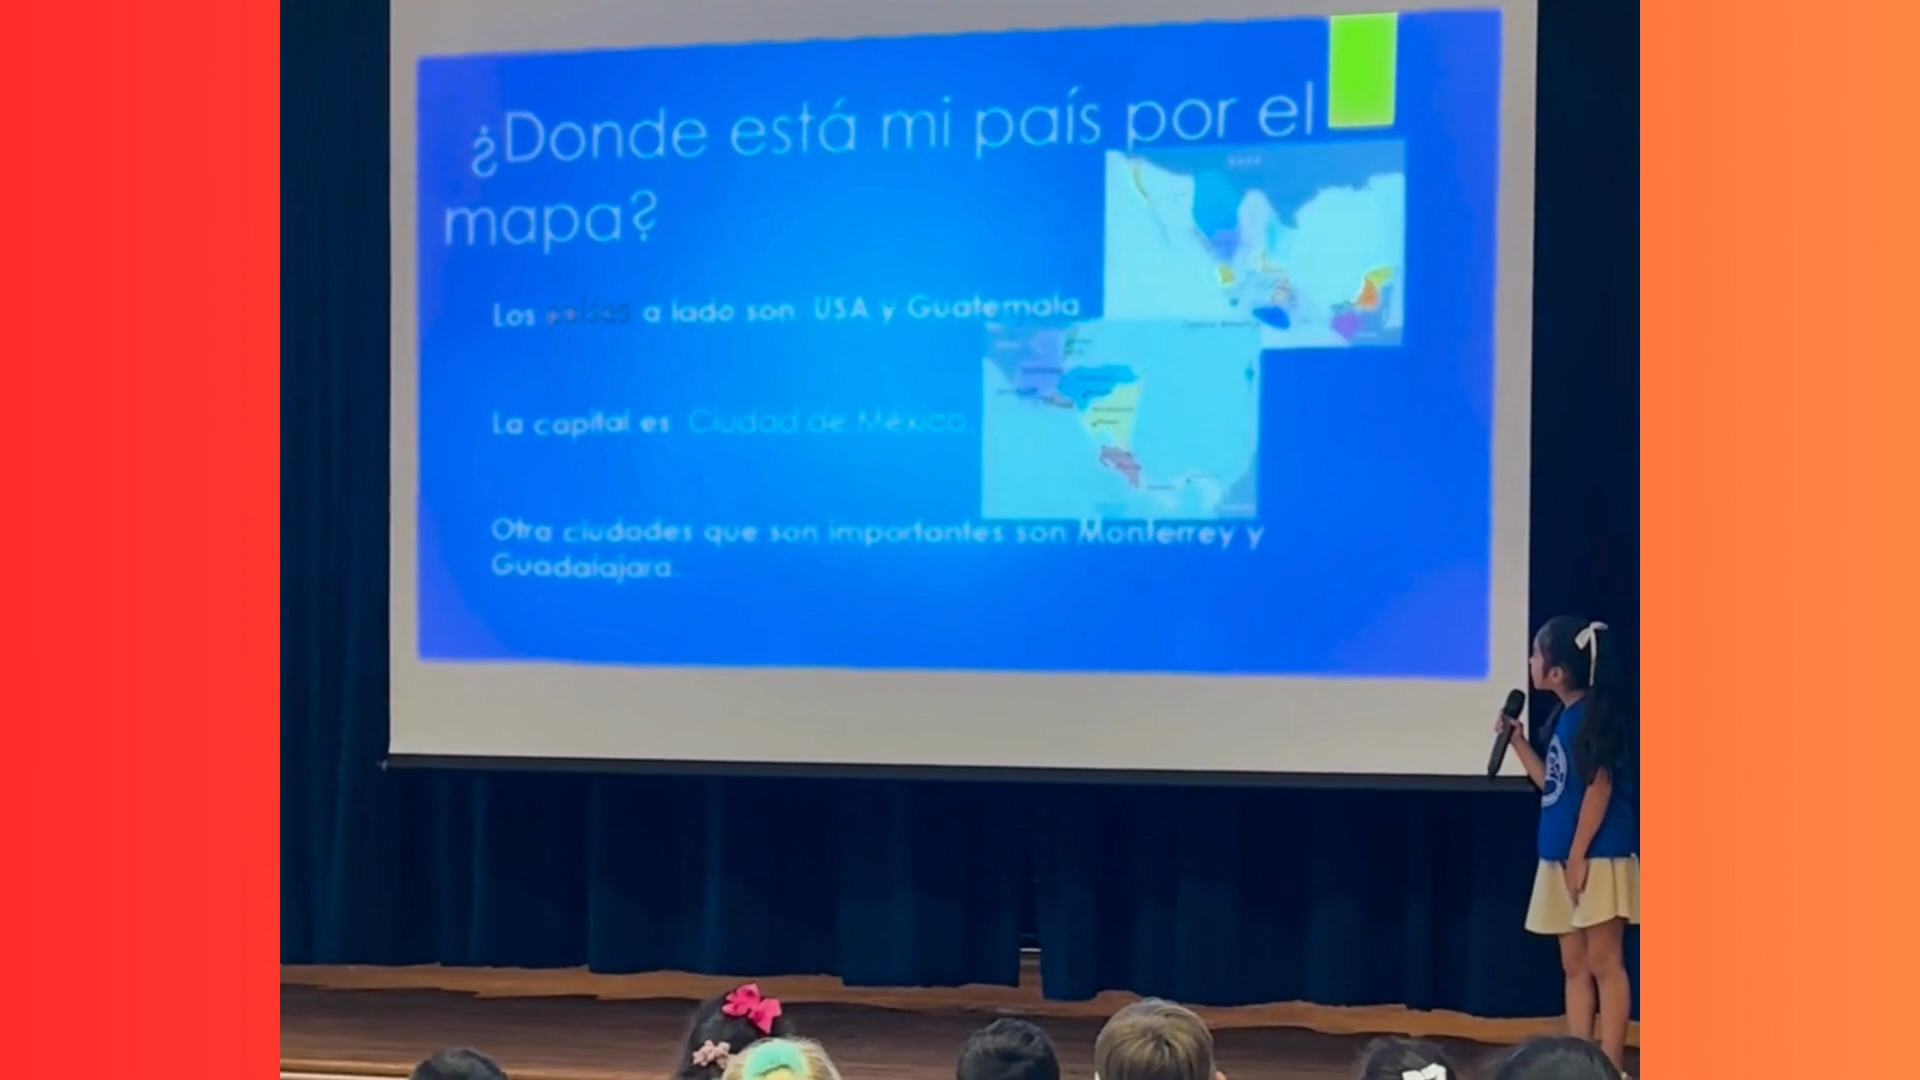 ¿Donde está mi país por el
mapa?
Los países a lado son USA y Guatemala
La capital es Ciudad de México.
Otra ciudades que son importantes son Monterrey y
Guadalajara.